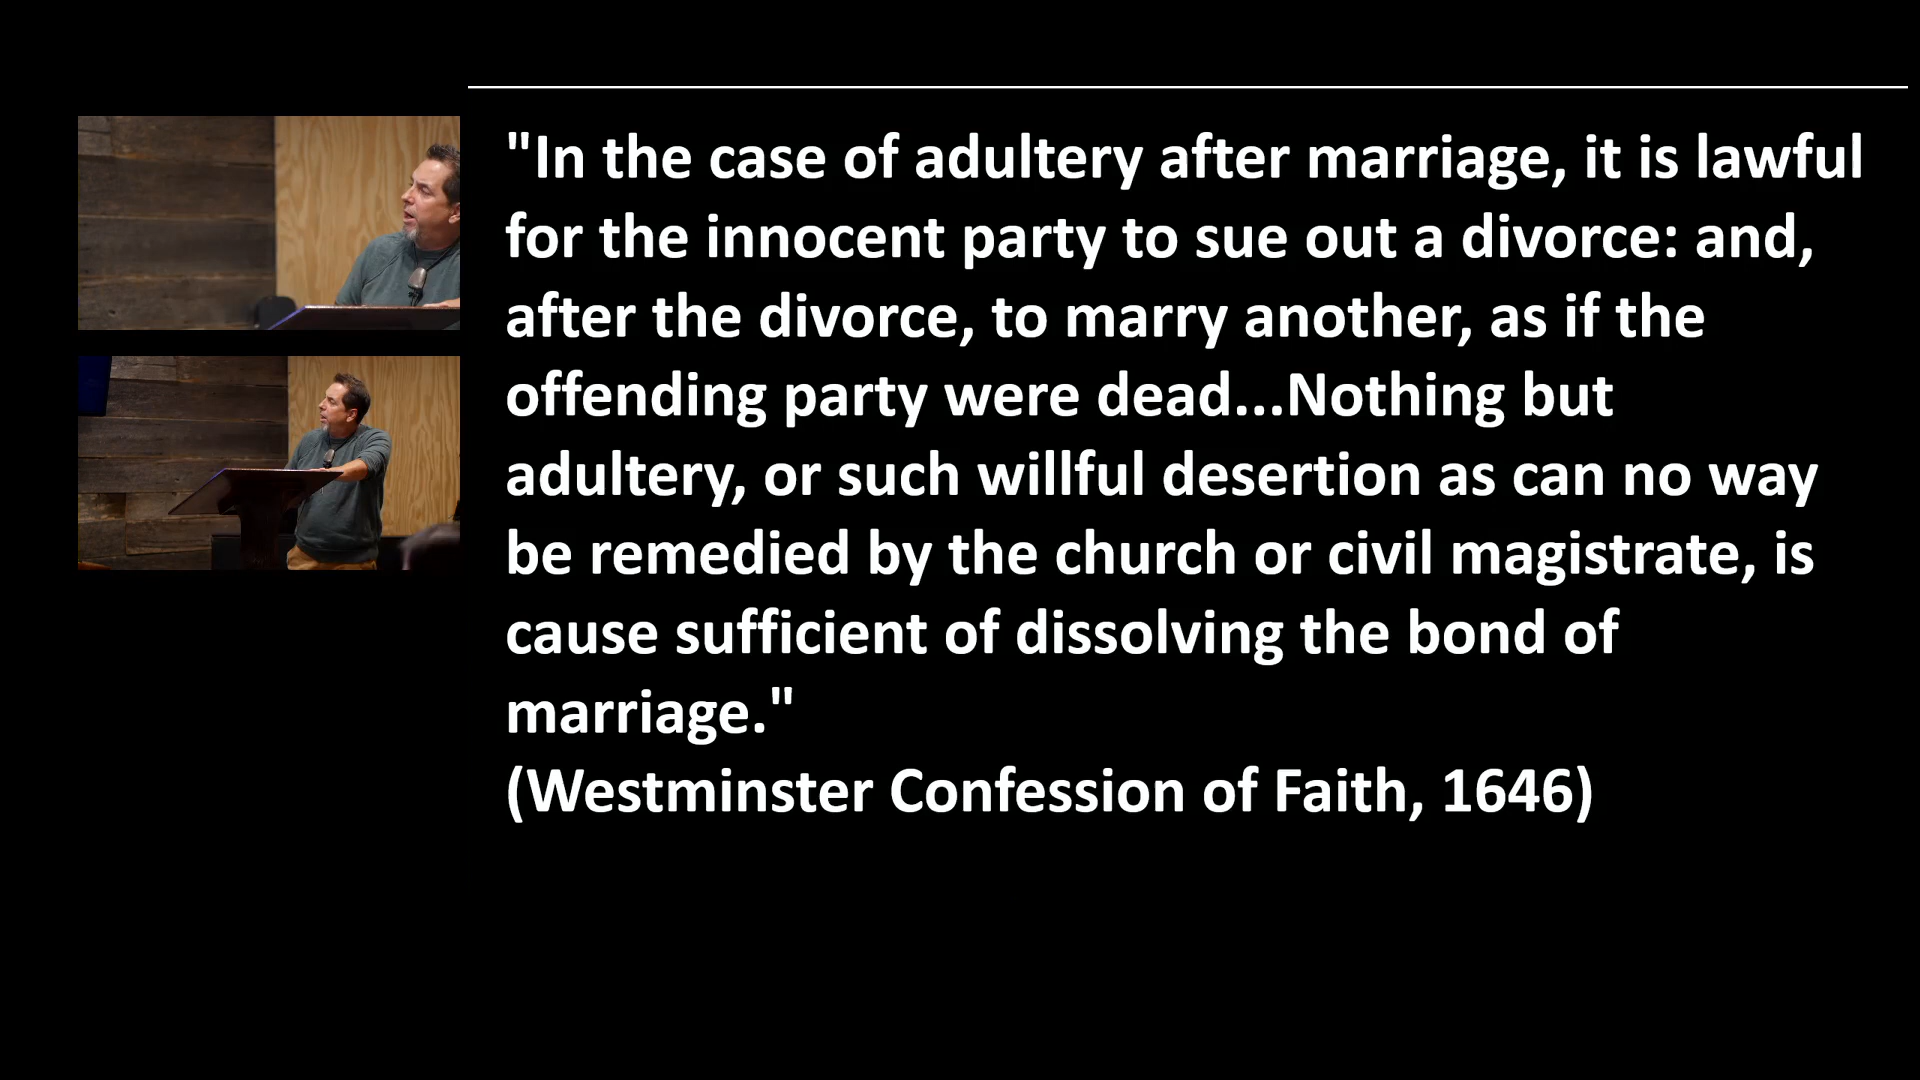 "In the case of adultery after marriage, it is lawful
for the innocent party to sue out a divorce: and,
after the divorce, to marry another, as if the
offending party were dead...Nothing but
adultery, or such willful desertion as can no way
be remedied by the church or civil magistrate, is
cause sufficient of dissolving the bond of
marriage."
(Westminster Confession of Faith, 1646)